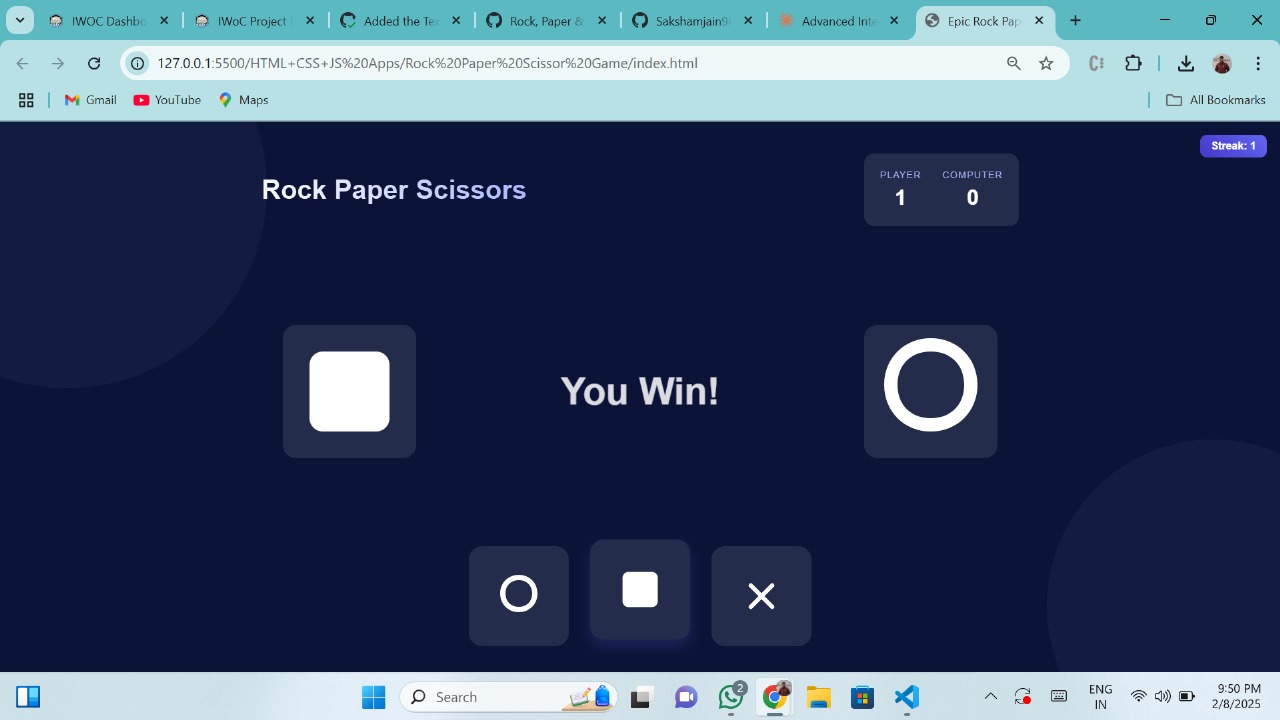 IWOC Dashbo
IWoC Project
Added the Te
Rock, Paper &
Sakshamjain9
Advanced Inte
Epic Rock Pap
127.0.0.1:5500/HTML+CSS+JS%20Apps/Rock%20Paper%20Scissor%20Game/index.html
Gmail
YouTube
Maps
All Bookmarks
Streak: 1
Rock Paper Scissors
PLAYER COMPUTER
1 0
You Win!
Search
2
ENG
IN
9:50 PM
2/8/2025